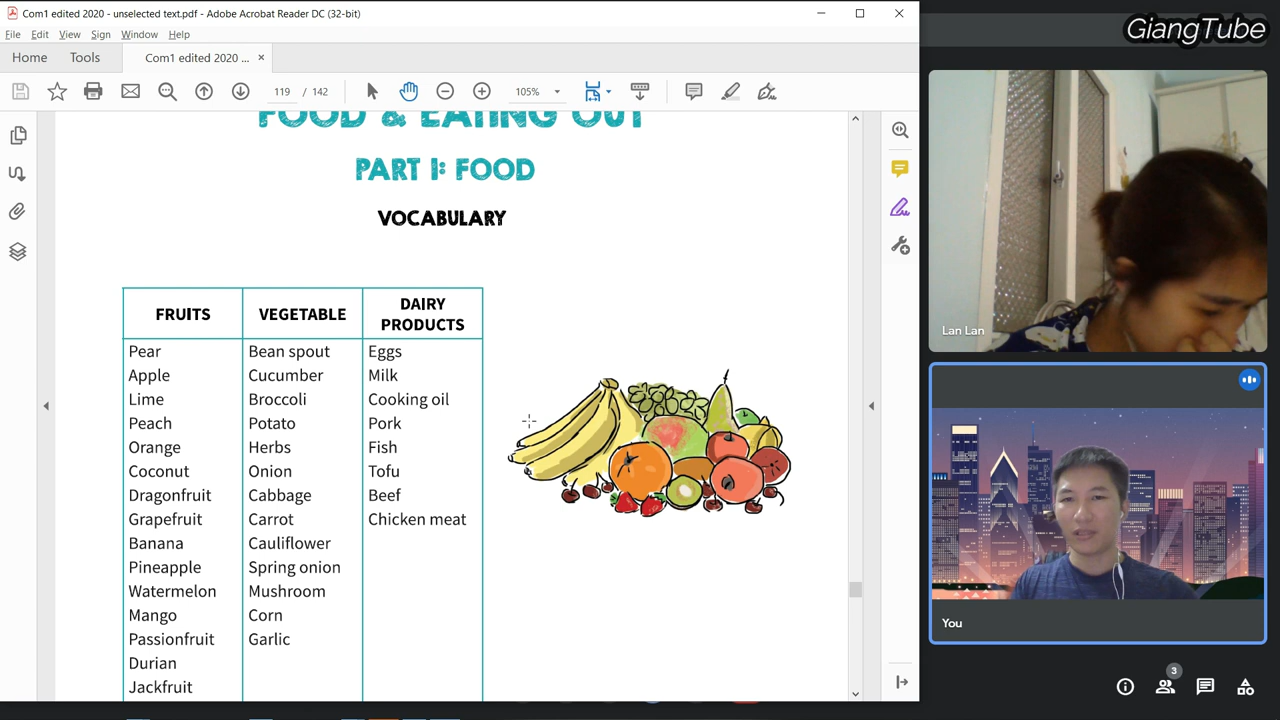 Com1 edited 2020 - unselected text.pdf - Adobe Acrobat Reader DC (32-bit)
GiangTube
File Edit View Sign Window Help
Home Tools Com1 edited 2020 ... ×
119 / 142 105%
FOOD & EATING OUT
PART 1: FOOD
VOCABULARY
FRUITS
Pear
Apple
Lime
Peach
Orange
Coconut
Dragonfruit
Grapefruit
Banana
Pineapple
Watermelon
Mango
Passionfruit
Durian
Jackfruit
VEGETABLE
Bean spout
Cucumber
Broccoli
Potato
Herbs
Onion
Cabbage
Carrot
Cauliflower
Spring onion
Mushroom
Corn
Garlic
DAIRY
PRODUCTS
Eggs
Milk
Cooking oil
Pork
Fish
Tofu
Beef
Chicken meat
Lan Lan
You
3